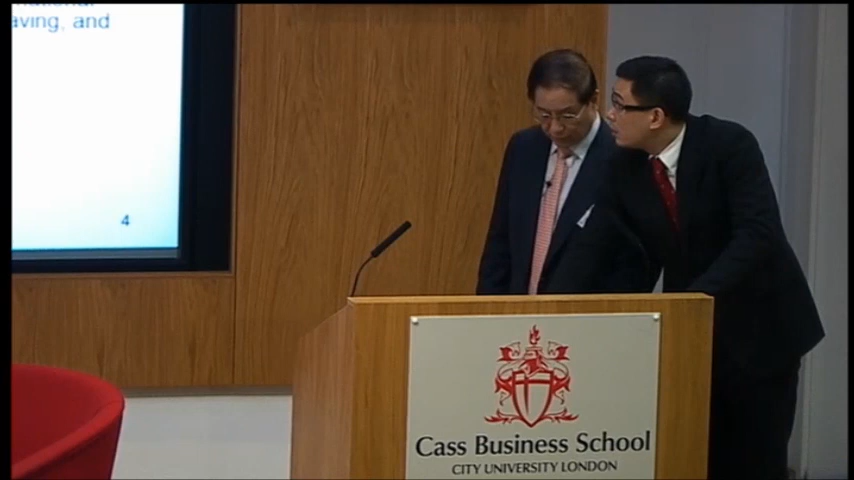 aving, and
4
Cass Business School
CITY UNIVERSITY LONDON